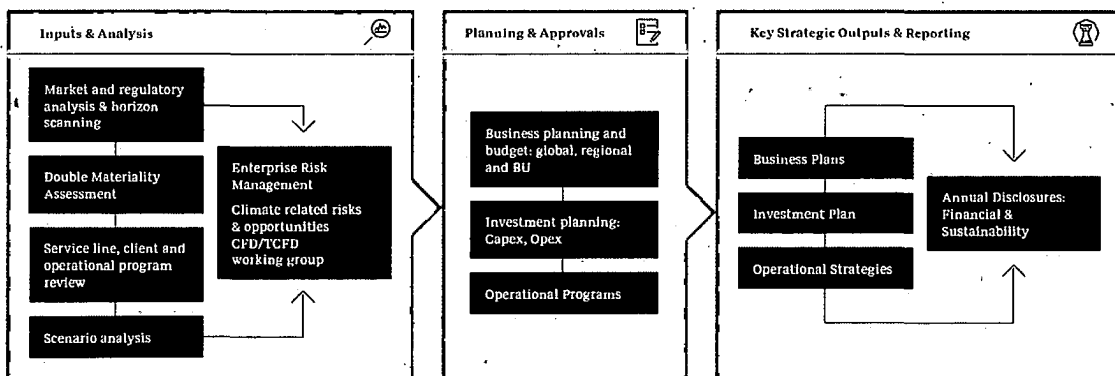 Inputs & Analysis
Market and regulatory
analysis & horizon
scanning
Double Materiality
Assessment
Service line, client and
operational program
review
Scenario analysis
Enterprise Risk
Management
Climate related risks
& opportunities
CFD/TCFD
working group
Planning & Approvals
Business planning and
budget: global, regional
and BU
Investment planning:
Capex, Opex
Operational Programs
Key Strategic Outputs & Reporting
Business Plans
Investment Plan
Operational Strategies
Annual Disclosures:
Financial &
Sustainability